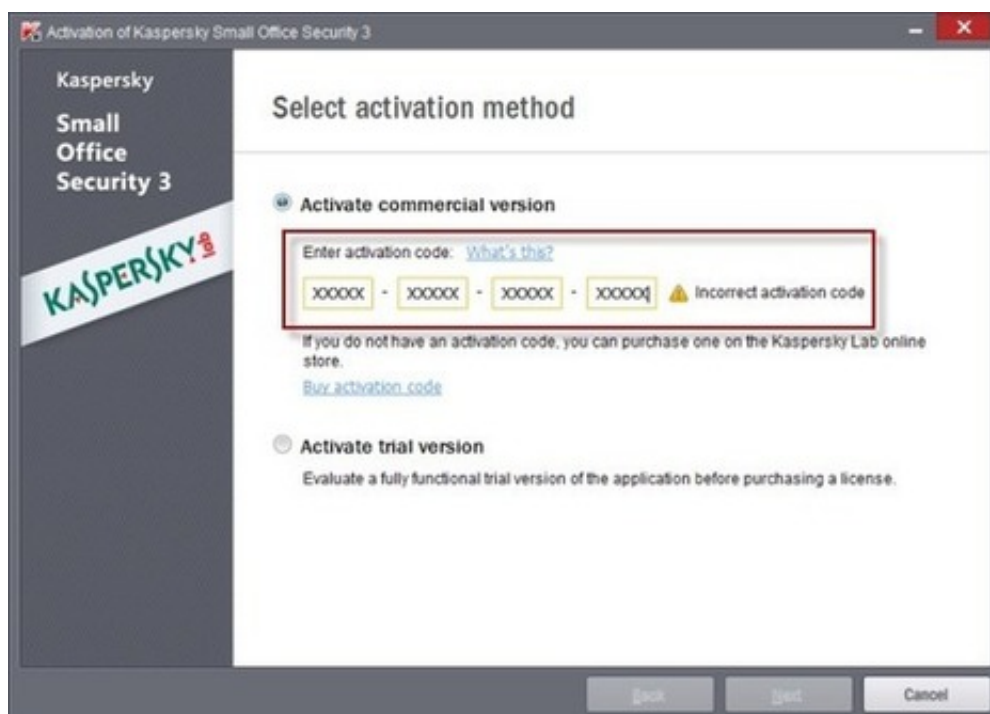 Activation of Kaspersky Small Office Security 3
Kaspersky
Small
Office
Security 3
KASPERSKY lab
Select activation method
Activate commercial version
Enter activation code: What's this?
XXXXX - XXXXX - XXXXX - XXXXX Incorrect activation code
If you do not have an activation code, you can purchase one on the Kaspersky Lab online
store.
Buy activation code
Activate trial version
Evaluate a fully functional trial version of the application before purchasing a license.
Back Next Cancel